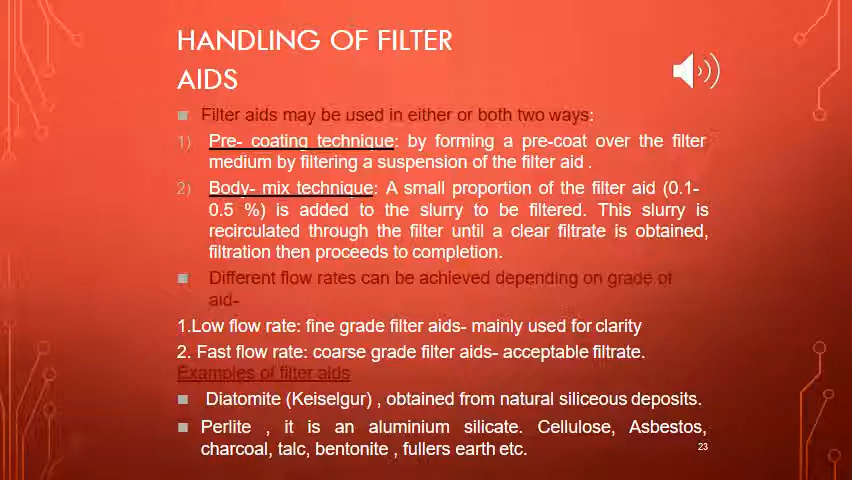 HANDLING OF FILTER
AIDS
Filter aids may be used in either or both two ways:
1) Pre- coating technique: by forming a pre-coat over the filter
medium by filtering a suspension of the filter aid .
2) Body- mix technique: A small proportion of the filter aid (0.1-
0.5 %) is added to the slurry to be filtered. This slurry is
recirculated through the filter until a clear filtrate is obtained,
filtration then proceeds to completion.
Different flow rates can be achieved depending on grade of
aid-
1.Low flow rate: fine grade filter aids- mainly used for clarity
2. Fast flow rate: coarse grade filter aids- acceptable filtrate.
Examples of filter aids
Diatomite (Keiselgur) , obtained from natural siliceous deposits.
Perlite , it is an aluminium silicate. Cellulose, Asbestos,
charcoal, talc, bentonite , fullers earth etc.
23